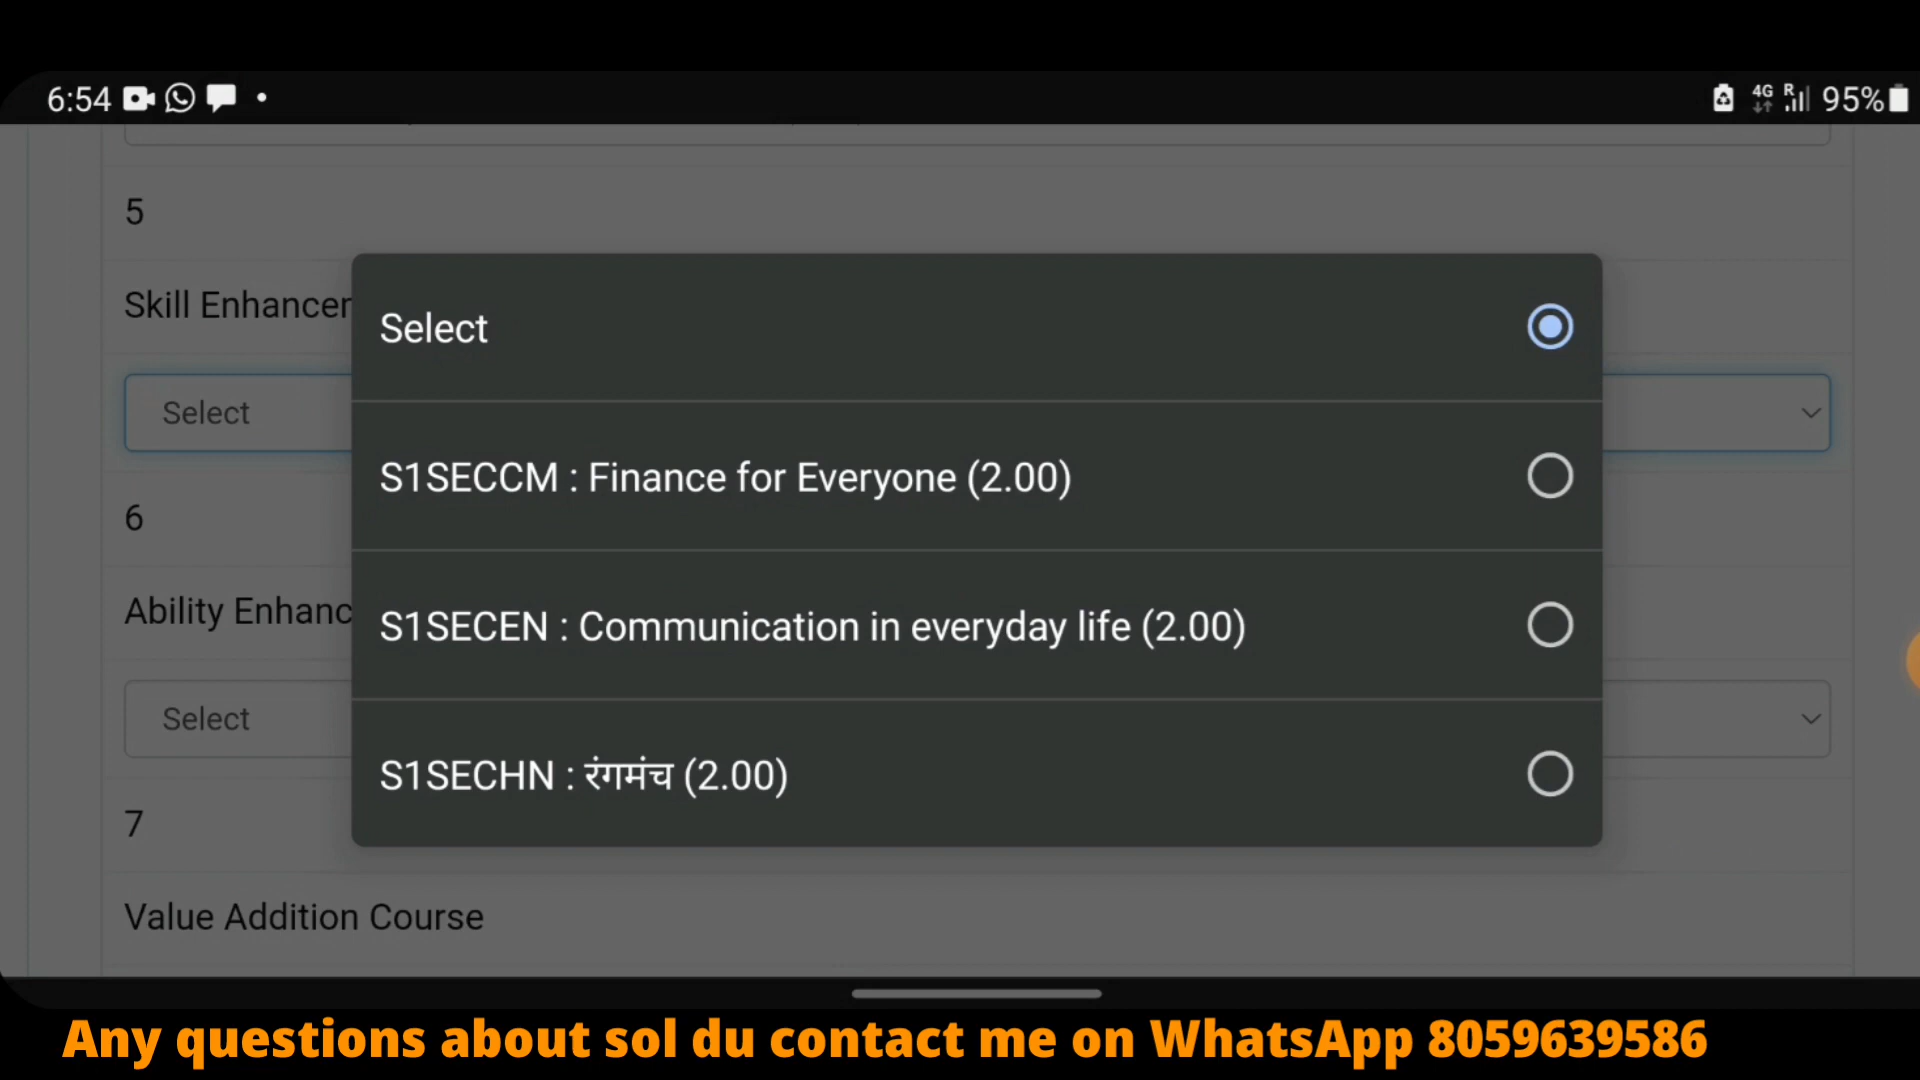 6:54
4G R 95%
5
Skill Enhancer
Select
6
Ability Enhanc
Select
7
Value Addition Course
Select
S1SECCM : Finance for Everyone (2.00)
S1SECEN : Communication in everyday life (2.00)
S1SECHN : रंगमंच (2.00)
Any questions about sol du contact me on WhatsApp 8059639586